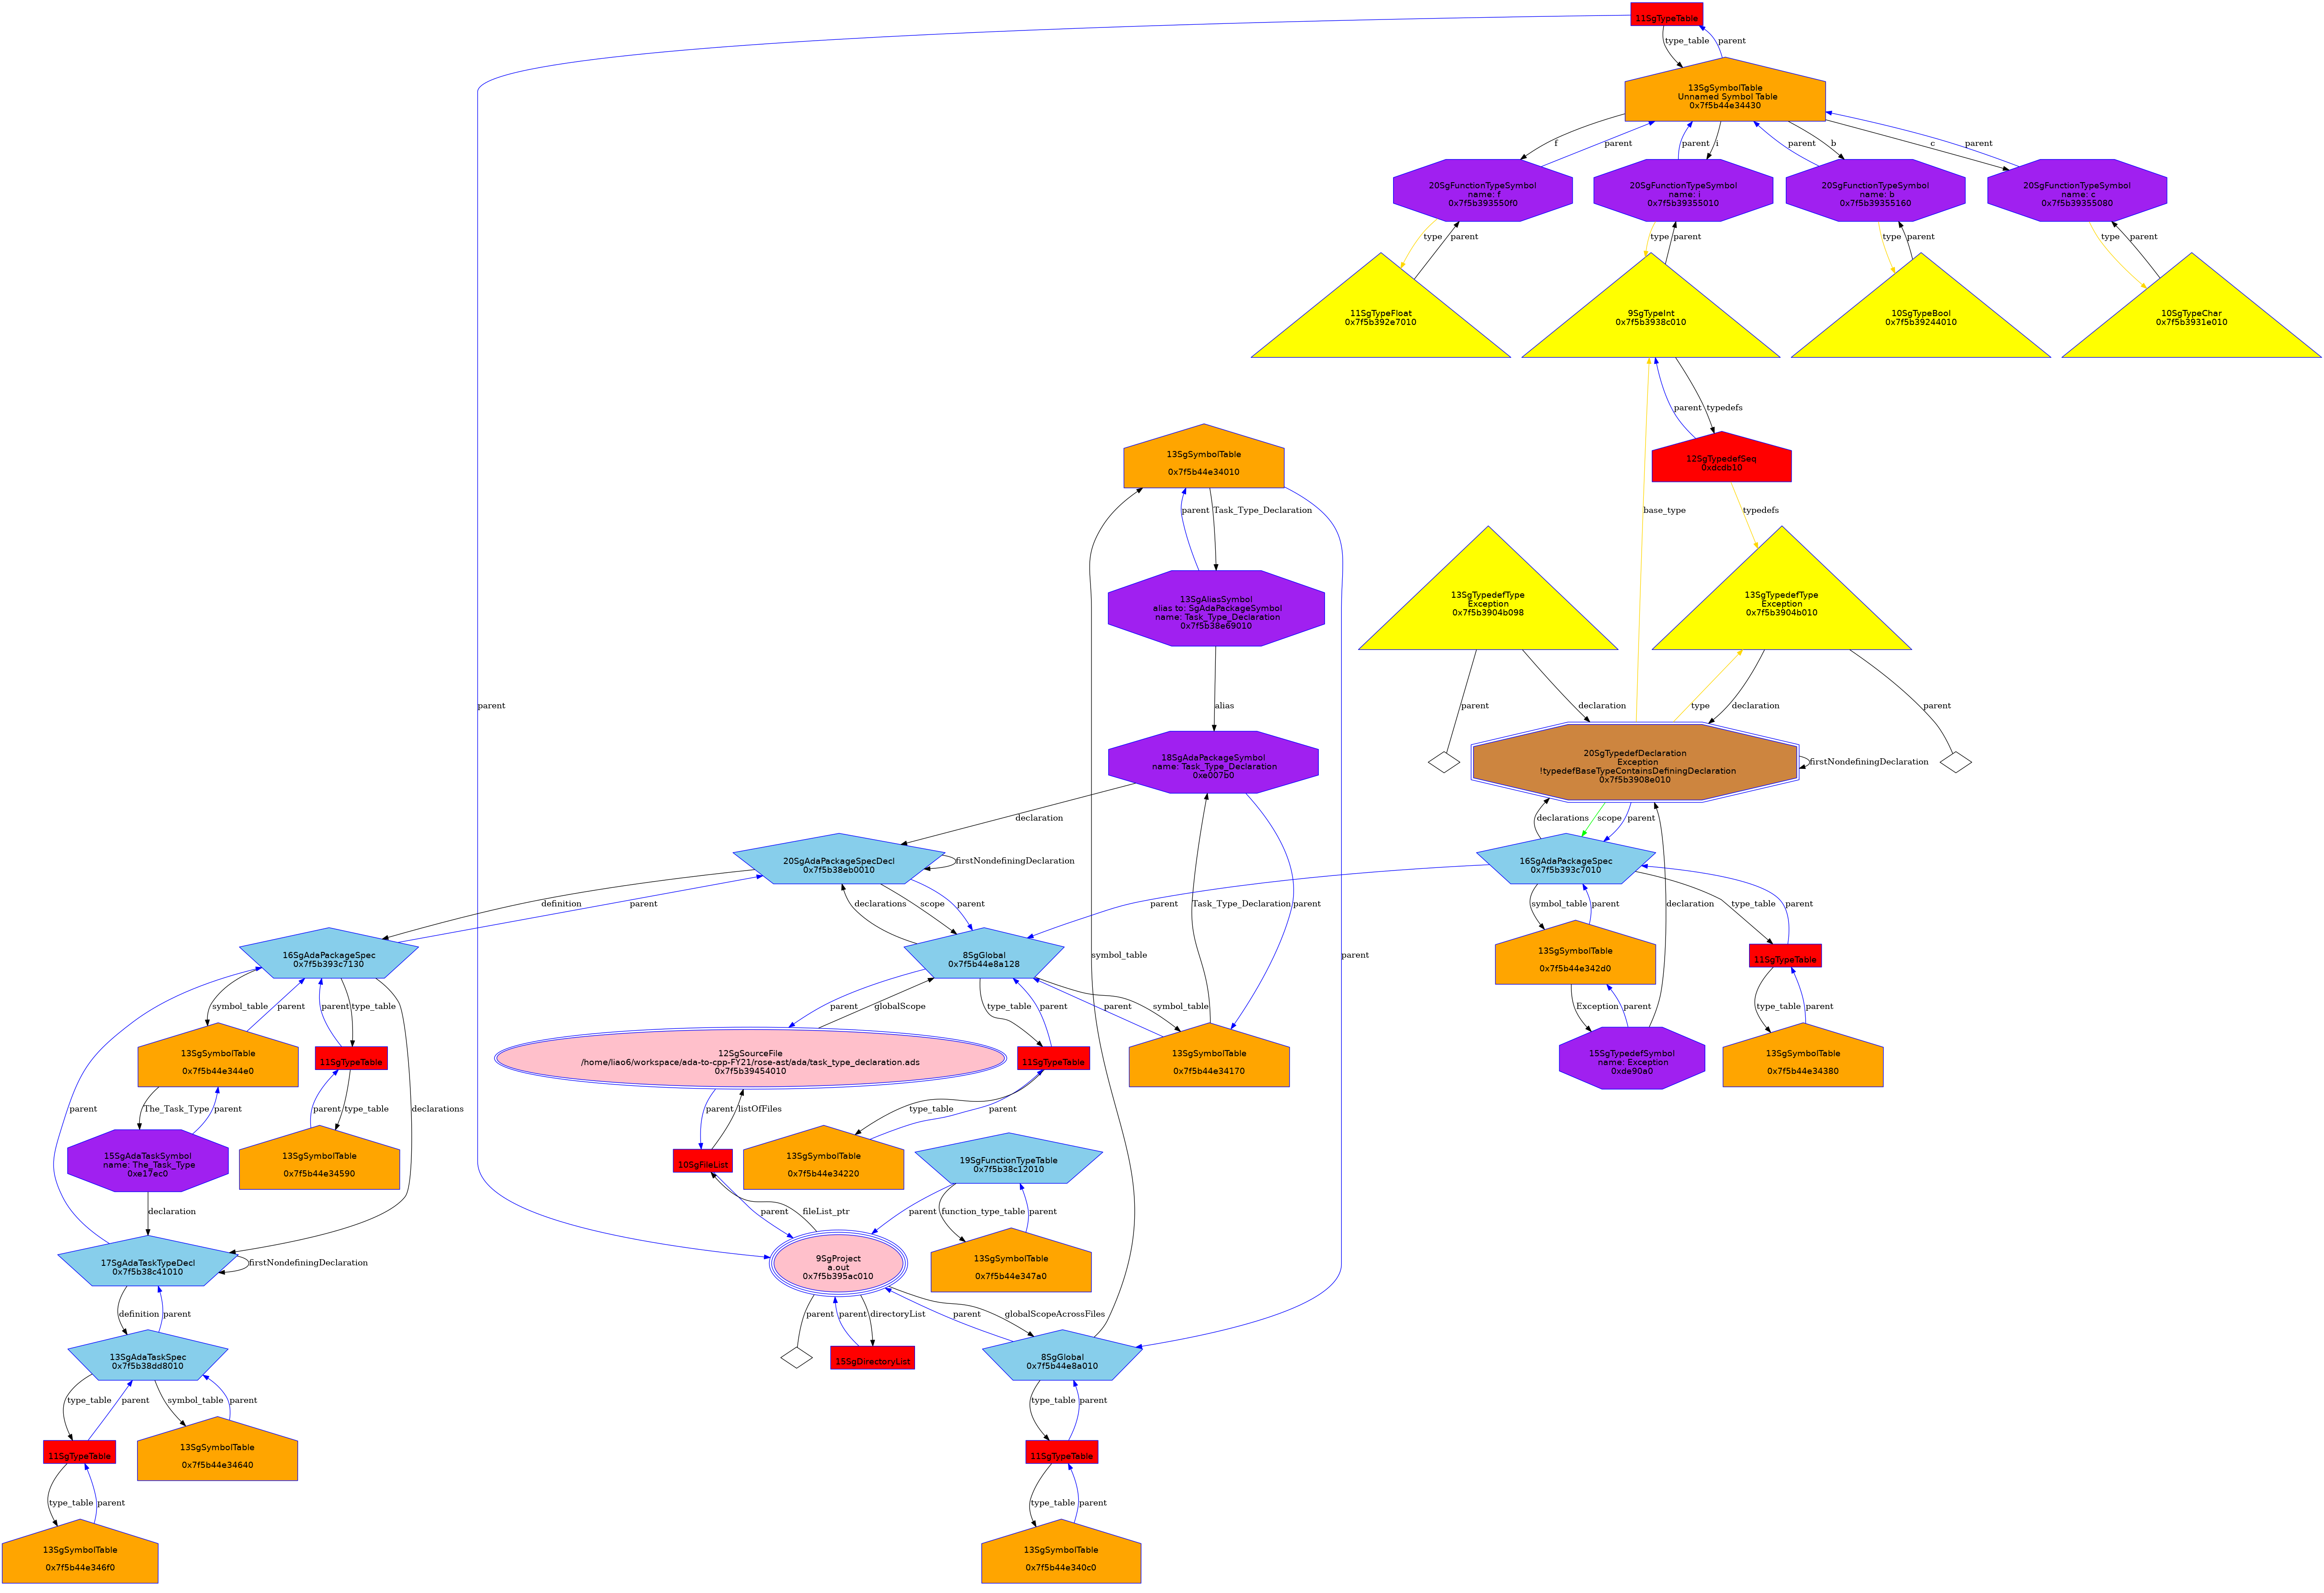 11SgTypeTable
type_table
parent
13SgSymbolTable
Unnamed Symbol Table
0x7f5b44e34430
f
parent
parent
i
parent
b
c
parent
20SgFunctionTypeSymbol
name: f
0x7f5b393550f0
20SgFunctionTypeSymbol
name: i
0x7f5b39355010
20SgFunctionTypeSymbol
name: b
0x7f5b39355160
20SgFunctionTypeSymbol
name: c
0x7f5b39355080
type
parent
type
parent
type
parent
type
parent
11SgTypeFloat
0x7f5b392e7010
9SgTypeInt
0x7f5b3938c010
10SgTypeBool
0x7f5b39244010
10SgTypeChar
0x7f5b3931e010
parent
typedefs
13SgSymbolTable
0x7f5b44e34010
12SgTypedefSeq
0xdcdb10
parent
Task_Type_Declaration
base_type
typedefs
13SgAliasSymbol
alias to: SgAdaPackageSymbol
name: Task_Type_Declaration
0x7f5b38e69010
13SgTypedefType
Exception
0x7f5b3904b098
13SgTypedefType
Exception
0x7f5b3904b010
parent
alias
parent
declaration
type
declaration
parent
18SgAdaPackageSymbol
name: Task_Type_Declaration
0xe007b0
20SgTypedefDeclaration
Exception
!typedefBaseTypeContainsDefiningDeclaration
0x7f5b3908e010
firstNondefiningDeclaration
declaration
declarations
scope
parent
20SgAdaPackageSpecDecl
0x7f5b38eb0010
firstNondefiningDeclaration
16SgAdaPackageSpec
0x7f5b393c7010
definition
parent
declarations
scope
parent
Task_Type_Declaration
parent
parent
symbol_table
parent
declaration
type_table
parent
16SgAdaPackageSpec
0x7f5b393c7130
8SgGlobal
0x7f5b44e8a128
symbol_table
parent
13SgSymbolTable
0x7f5b44e342d0
11SgTypeTable
symbol_table
parent
parent
type_table
parent
globalScope
type_table
parent
parent
symbol_table
Exception
parent
type_table
parent
13SgSymbolTable
0x7f5b44e344e0
11SgTypeTable
12SgSourceFile
/home/liao6/workspace/ada-to-cpp-FY21/rose-ast/ada/task_type_declaration.ads
0x7f5b39454010
11SgTypeTable
13SgSymbolTable
0x7f5b44e34170
15SgTypedefSymbol
name: Exception
0xda90a0
13SgSymbolTable
0x7f5b44e34380
parent
The_Task_Type
parent
parent
type_table
declarations
parent
listOfFiles
type_table
parent
15SgAdaTaskSymbol
name: The_Task_Type
0xe17ec0
13SgSymbolTable
0x7f5b44e34590
10SgFileList
13SgSymbolTable
0x7f5b44e34220
19SgFunctionTypeTable
0x7f5b38c12010
declaration
parent
fileList_ptr
parent
function_type_table
parent
17SgAdaTaskTypeDecl
0x7f5b38c41010
firstNondefiningDeclaration
9SgProject
a.out
0x7f5b395ac010
13SgSymbolTable
0x7f5b44e347a0
definition
parent
parent
parent
directoryList
parent
globalScopeAcrossFiles
13SgAdaTaskSpec
0x7f5b38dd8010
15SgDirectoryList
8SgGlobal
0x7f5b44e8a010
type_table
parent
symbol_table
parent
type_table
parent
11SgTypeTable
13SgSymbolTable
0x7f5b44e34640
11SgTypeTable
type_table
parent
type_table
parent
13SgSymbolTable
0x7f5b44e346f0
13SgSymbolTable
0x7f5b44e340c0